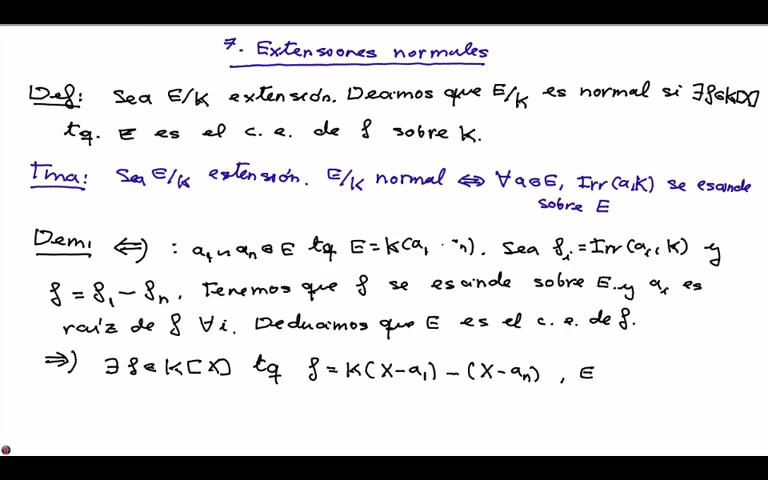 7. Extensiones normales
Def: Sea E/K extensión. Decimos que E/K es normal si ∃f∈K[X]
tq. E es el c. e. de f sobre K.
Tma: Sea E/K extensión. E/K normal ⇔ ∀a∈E, Irr(a,K) se escinde
sobre E
Dem: ⇐) : a₁, aₙ ∈ E tq E=K(a₁ ·· aₙ). Sea fᵢ=Irr(aᵢ, K) y
f = f₁ – fₙ. Tenemos que f se escinde sobre E. y aᵢ es
raíz de f ∀i. Deducimos que E es el c. e. de f.
⇒) ∃ f ∈ K[X] tq f = K(X-a₁) – (X-aₙ) , E